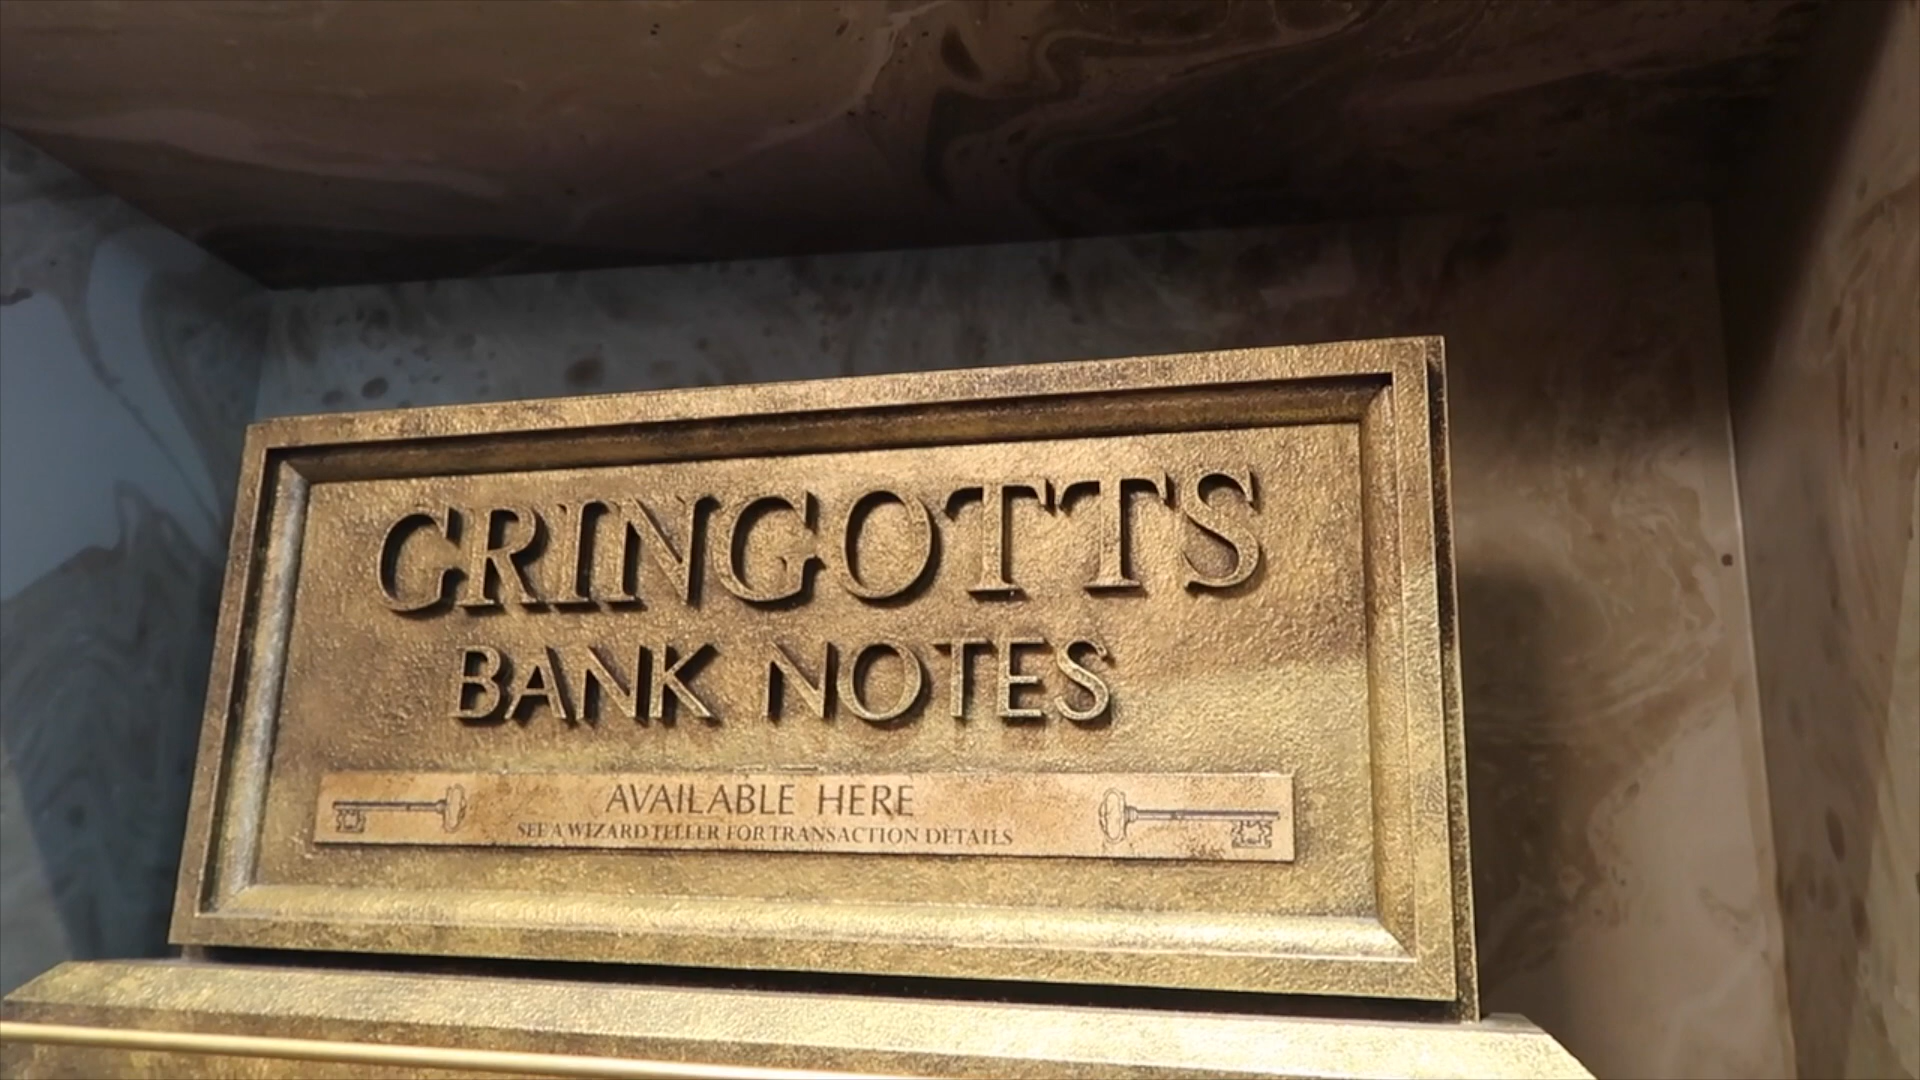 GRINGOTTS
BANK NOTES
AVAILABLE HERE
SEE A WIZARD TELLER FOR TRANSACTION DETAILS